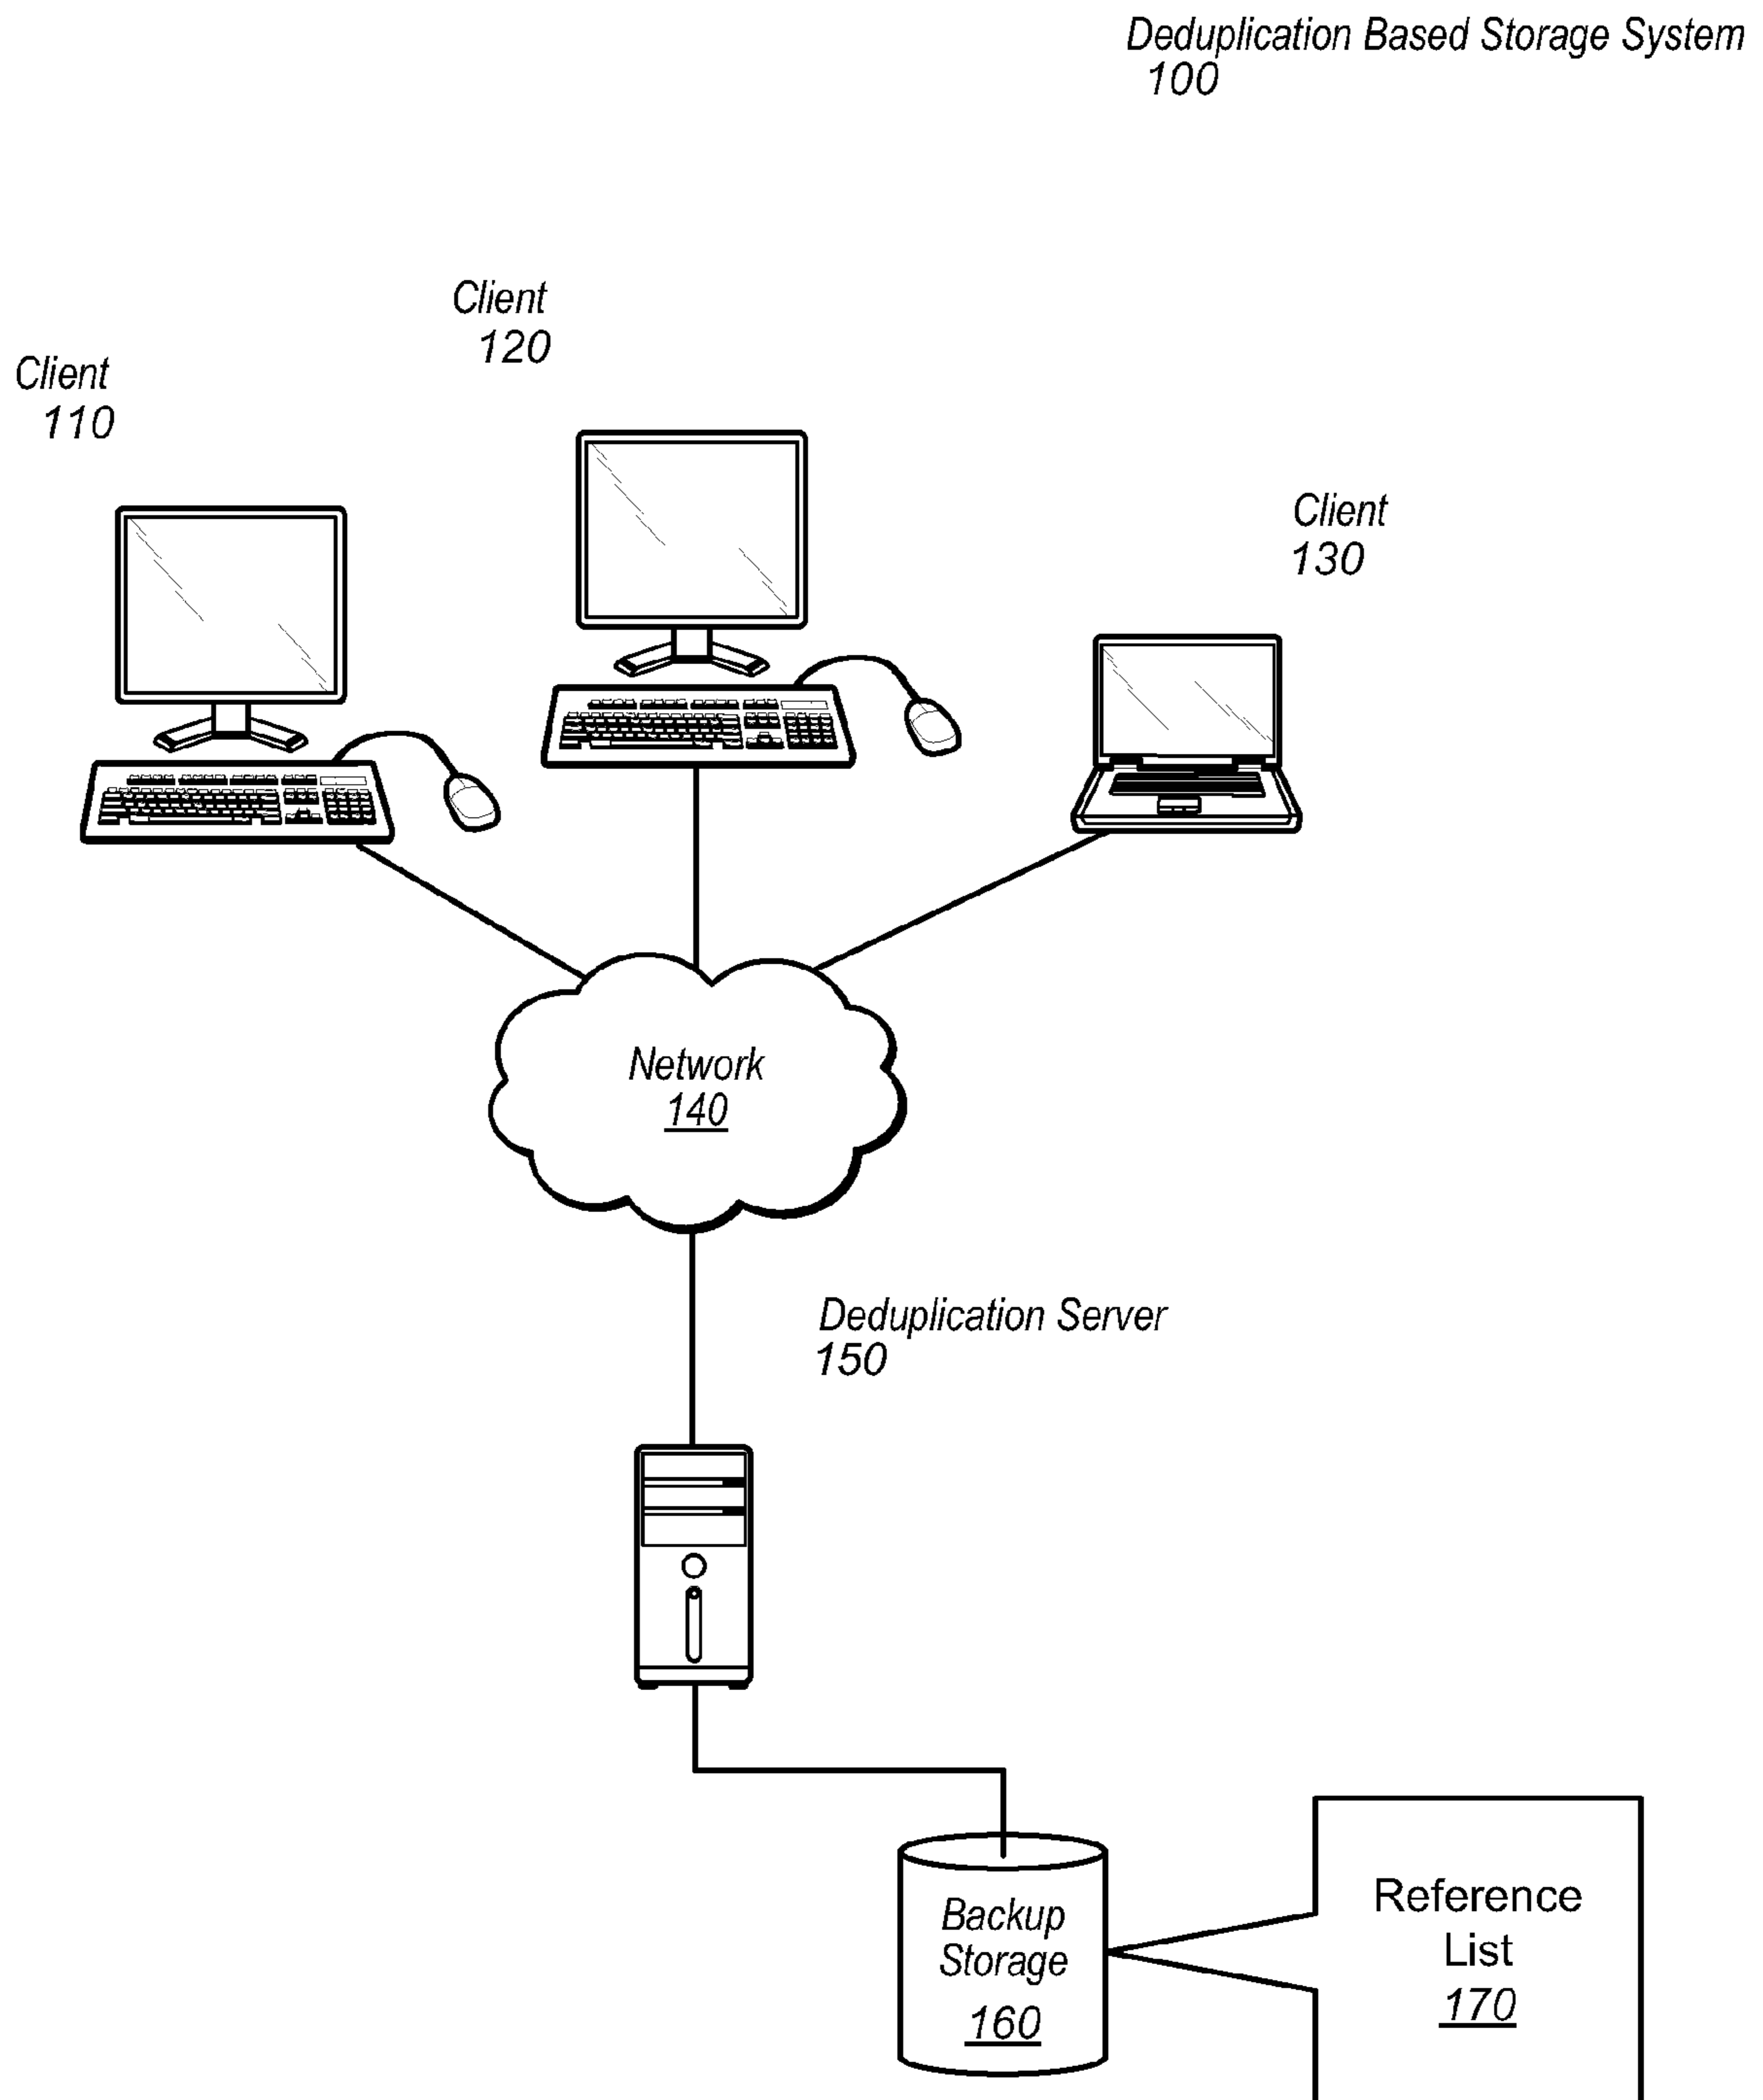 Deduplication Based Storage System
100
Client
120
Client
110
Client
130
Network
140
Deduplication Server
150
Backup
Storage
160
Reference
List
170